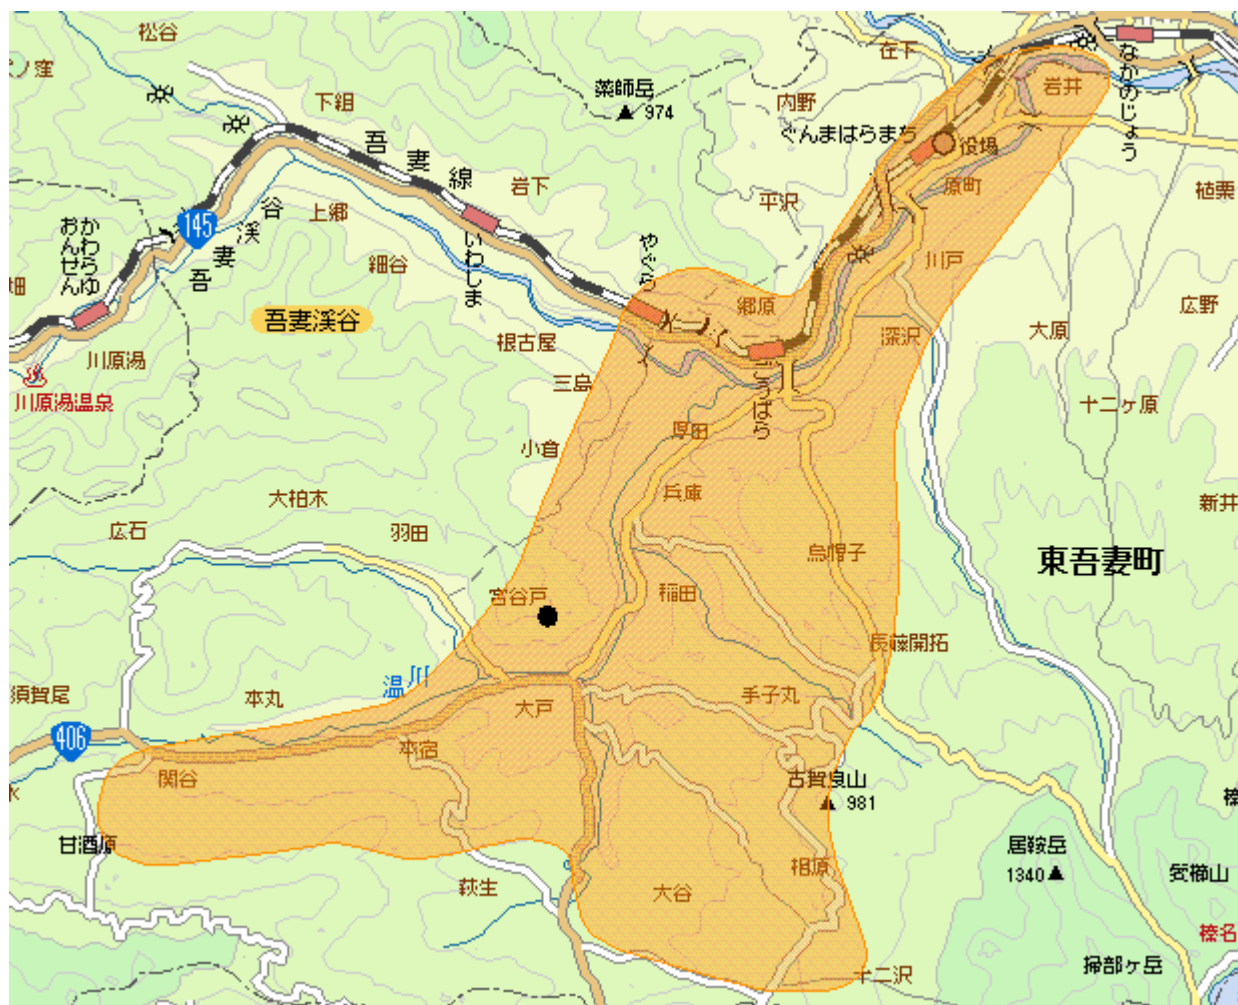 松谷
ノ窪
下組
薬師岳
974
在下
内野
岩井
なかのじょう
ぐんまはらまち
役場
吾妻線
岩下
145
上郷
吾妻渓谷
かわらゆ
おんせん
いわしま
細谷
平沢
原町
植栗
畑
やぐら
川戸
吾妻渓谷
郷原
広野
大原
深沢
根古屋
川原湯
三島
川原湯温泉
ごうばら
十二ヶ原
厚田
小倉
大柏木
兵庫
新井
広石
羽田
烏帽子
東吾妻町
宮谷戸
稲田
長藤開拓
温川
須賀尾
本丸
手子丸
大戸
406
本宿
関谷
古賀良山
981
甘酒原
居鞍岳
1340
相原
萩生
大谷
榛名
掃部ヶ岳
十二沢